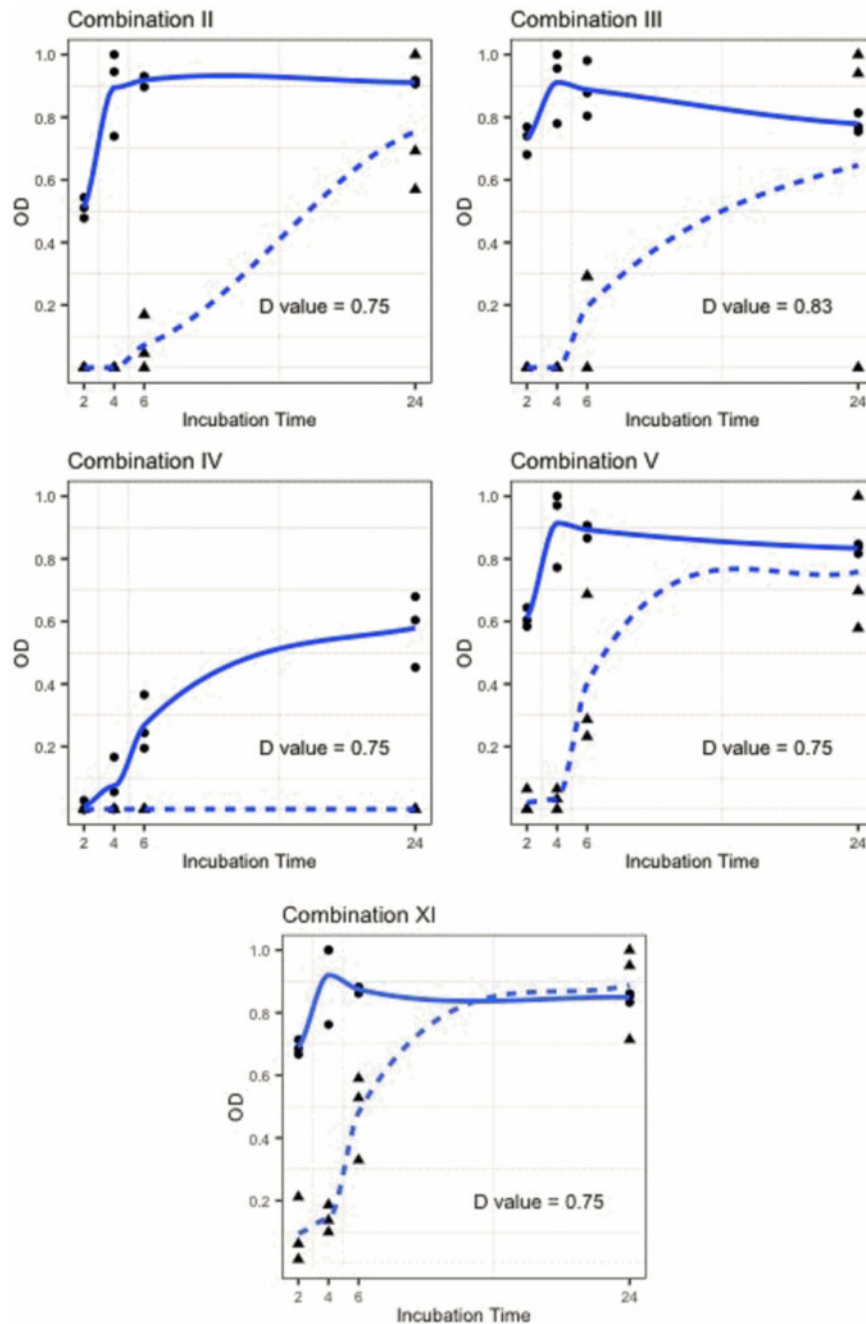 Combination II
1.0
0.8
0.6
0.4
0.2
OD
D value = 0.75
2 4 6 24
Incubation Time
Combination III
1.0
0.8
0.6
0.4
0.2
OD
D value = 0.83
2 4 6 24
Incubation Time
Combination IV
1.0
0.8
0.6
0.4
0.2
OD
D value = 0.75
2 4 6 24
Incubation Time
Combination V
1.0
0.8
0.6
0.4
0.2
OD
D value = 0.75
2 4 6 24
Incubation Time
Combination XI
1.0
0.8
0.6
0.4
0.2
OD
D value = 0.75
2 4 6 24
Incubation Time